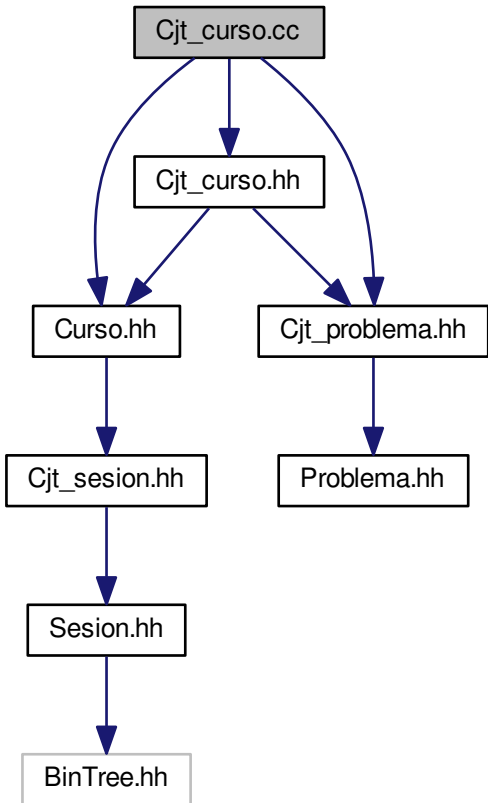 Cjt_curso.cc
Cjt_curso.hh
Curso.hh
Cjt_problema.hh
Cjt_sesion.hh
Problema.hh
Sesion.hh
BinTree.hh